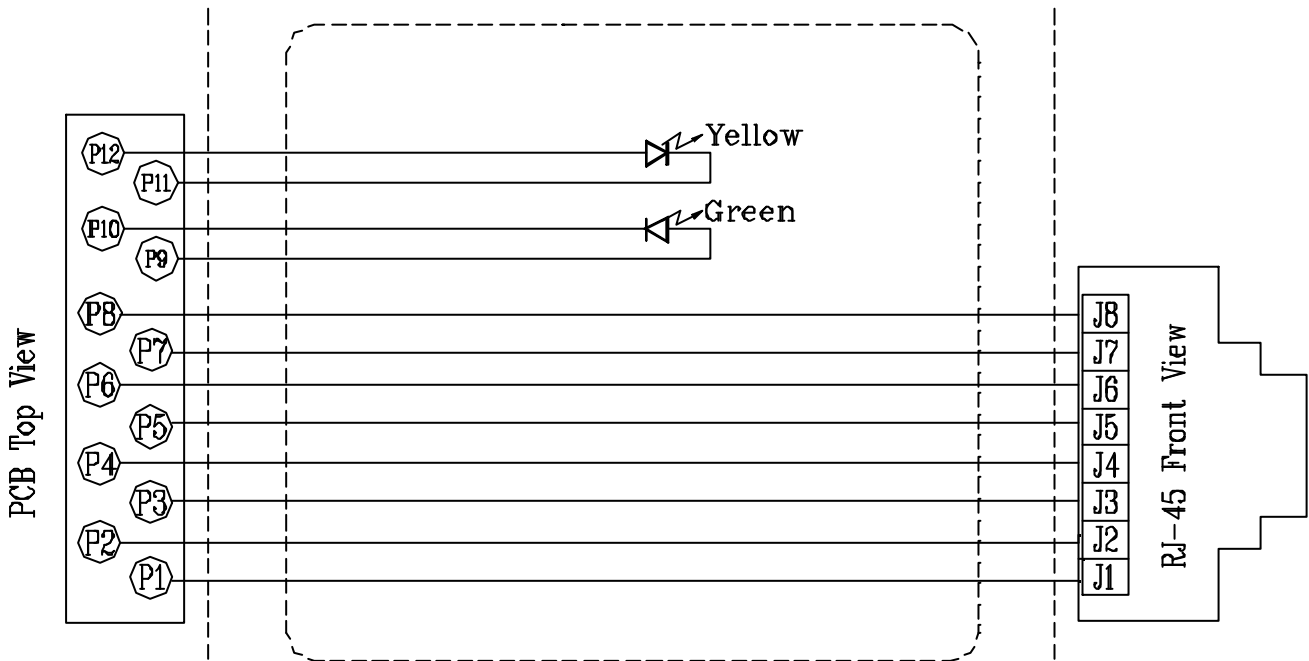 PCB Top View
P12
P11
P10
P9
P8
P7
P6
P5
P4
P3
P2
P1
Yellow
Green
J8
J7
J6
J5
J4
J3
J2
J1
RJ-45 Front View